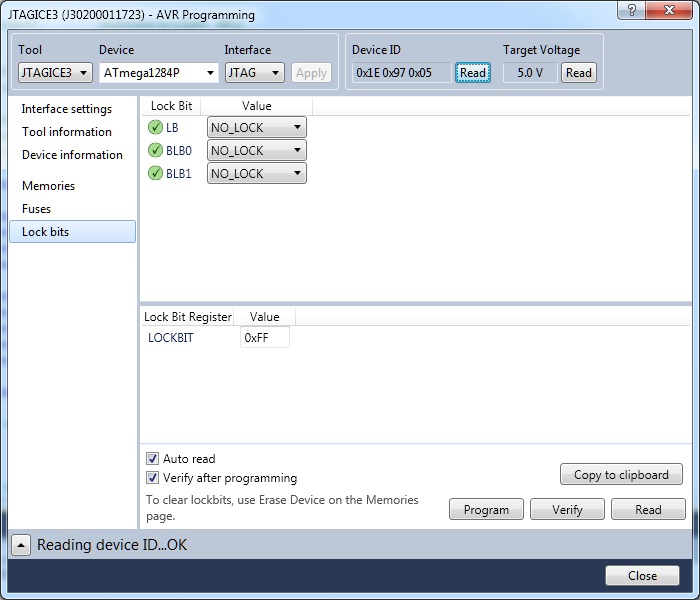 JTAGICE3 (J30200011723) - AVR Programming
Tool Device Interface Device ID Target Voltage
JTAGICE3 ATmega1284P JTAG Apply 0x1E 0x97 0x05 Read 5.0 V Read
Interface settings
Tool information
Device information
Memories
Fuses
Lock bits
Lock Bit Value
LB NO_LOCK
BLB0 NO_LOCK
BLB1 NO_LOCK
Lock Bit Register Value
LOCKBIT 0xFF
Auto read
Verify after programming
To clear lockbits, use Erase Device on the Memories
page.
Copy to clipboard
Program Verify Read
Reading device ID...OK
Close